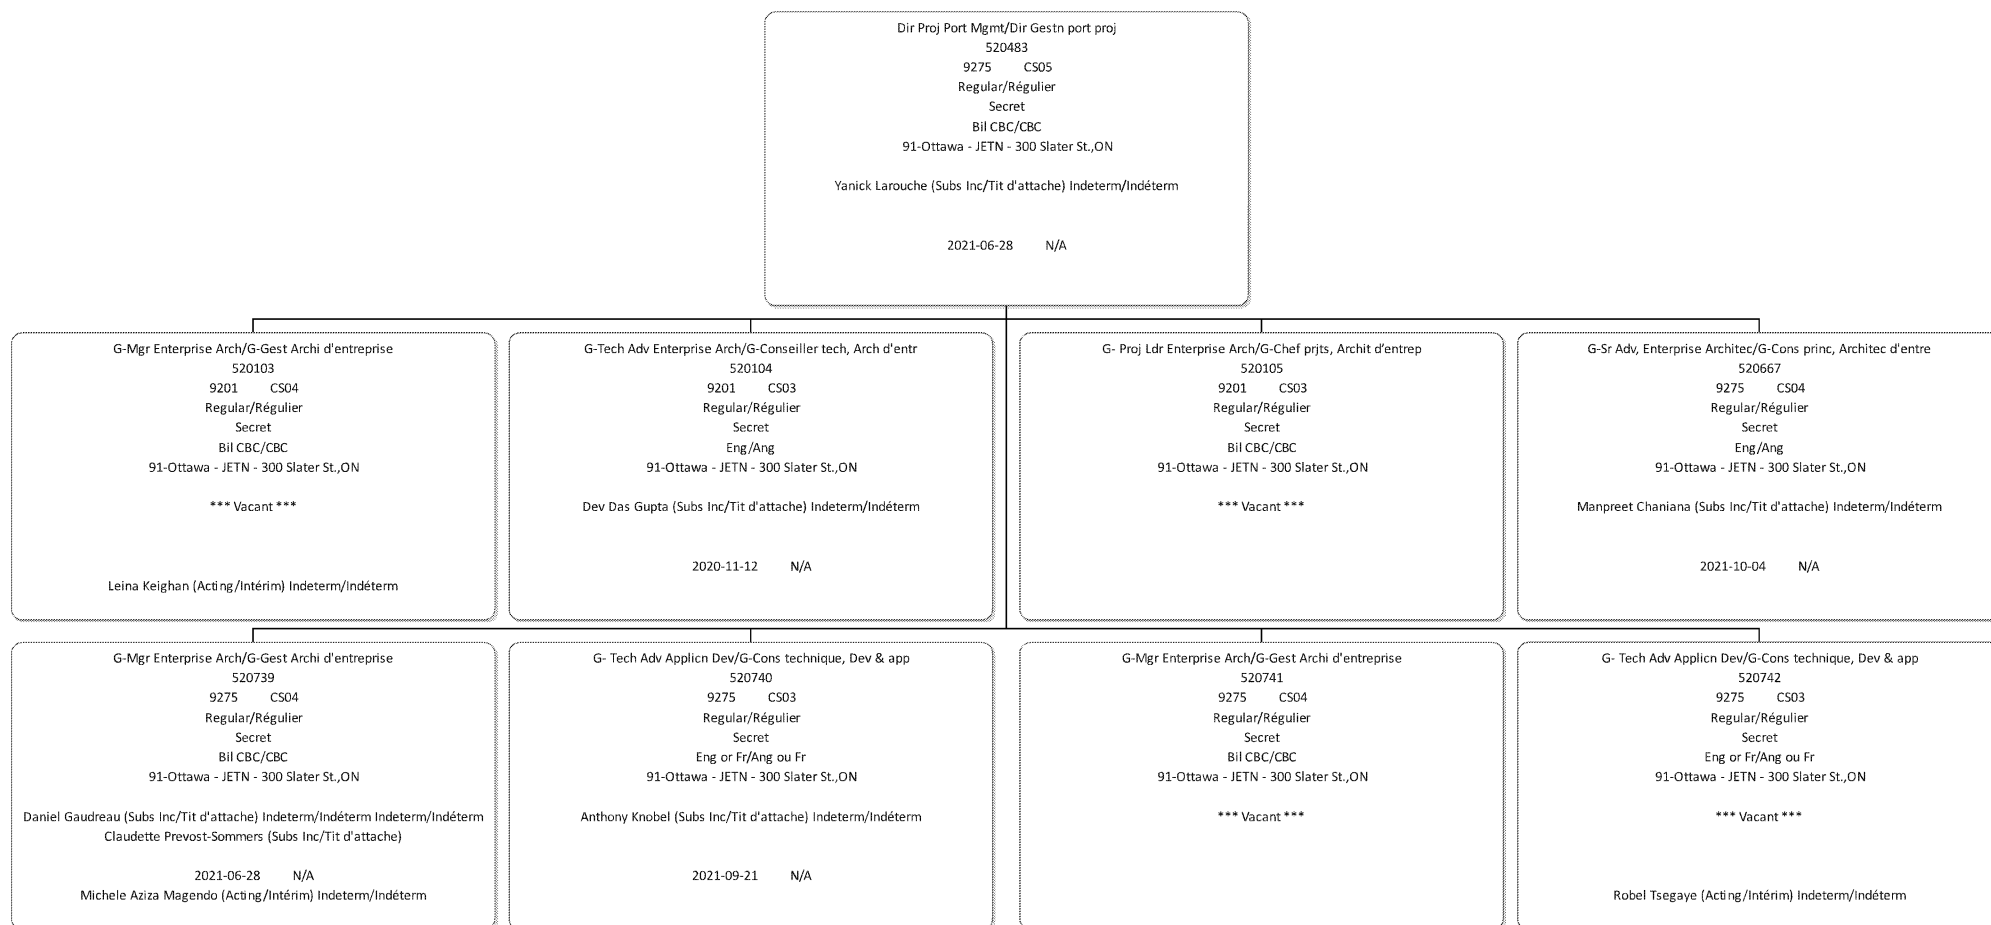 Dir Proj Port Mgmt/Dir Gestn port proj
520483
9275 CS05
Regular/Régulier
Secret
Bil CBC/CBC
91-Ottawa - JETN - 300 Slater St.,ON
Yanick Larouche (Subs Inc/Tit d'attache) Indeterm/Indéterm
2021-06-28 N/A
G-Mgr Enterprise Arch/G-Gest Archi d'entreprise
520103
9201 CS04
Regular/Régulier
Secret
Bil CBC/CBC
91-Ottawa - JETN - 300 Slater St.,ON
*** Vacant ***
Leina Keighan (Acting/Intérim) Indeterm/Indéterm
G-Tech Adv Enterprise Arch/G-Conseiller tech, Arch d'entr
520104
9201 CS03
Regular/Régulier
Secret
Eng/Ang
91-Ottawa - JETN - 300 Slater St.,ON
Dev Das Gupta (Subs Inc/Tit d'attache) Indeterm/Indéterm
2020-11-12 N/A
G- Proj Ldr Enterprise Arch/G-Chef prjts, Archit d’entrep
520105
9201 CS03
Regular/Régulier
Secret
Bil CBC/CBC
91-Ottawa - JETN - 300 Slater St.,ON
*** Vacant ***
G-Sr Adv, Enterprise Architec/G-Cons princ, Architec d'entre
520667
9275 CS04
Regular/Régulier
Secret
Eng/Ang
91-Ottawa - JETN - 300 Slater St.,ON
Manpreet Chaniana (Subs Inc/Tit d'attache) Indeterm/Indéterm
2021-10-04 N/A
G-Mgr Enterprise Arch/G-Gest Archi d'entreprise
520739
9275 CS04
Regular/Régulier
Secret
Bil CBC/CBC
91-Ottawa - JETN - 300 Slater St.,ON
Daniel Gaudreau (Subs Inc/Tit d'attache) Indeterm/Indéterm Indeterm/Indéterm
Claudette Prevost-Sommers (Subs Inc/Tit d'attache)
2021-06-28 N/A
Michele Aziza Magendo (Acting/Intérim) Indeterm/Indéterm
G- Tech Adv Applicn Dev/G-Cons technique, Dev & app
520740
9275 CS03
Regular/Régulier
Secret
Eng or Fr/Ang ou Fr
91-Ottawa - JETN - 300 Slater St.,ON
Anthony Knobel (Subs Inc/Tit d'attache) Indeterm/Indéterm
2021-09-21 N/A
G-Mgr Enterprise Arch/G-Gest Archi d'entreprise
520741
9275 CS04
Regular/Régulier
Secret
Bil CBC/CBC
91-Ottawa - JETN - 300 Slater St.,ON
*** Vacant ***
G- Tech Adv Applicn Dev/G-Cons technique, Dev & app
520742
9275 CS03
Regular/Régulier
Secret
Eng or Fr/Ang ou Fr
91-Ottawa - JETN - 300 Slater St.,ON
*** Vacant ***
Robel Tsegaye (Acting/Intérim) Indeterm/Indéterm